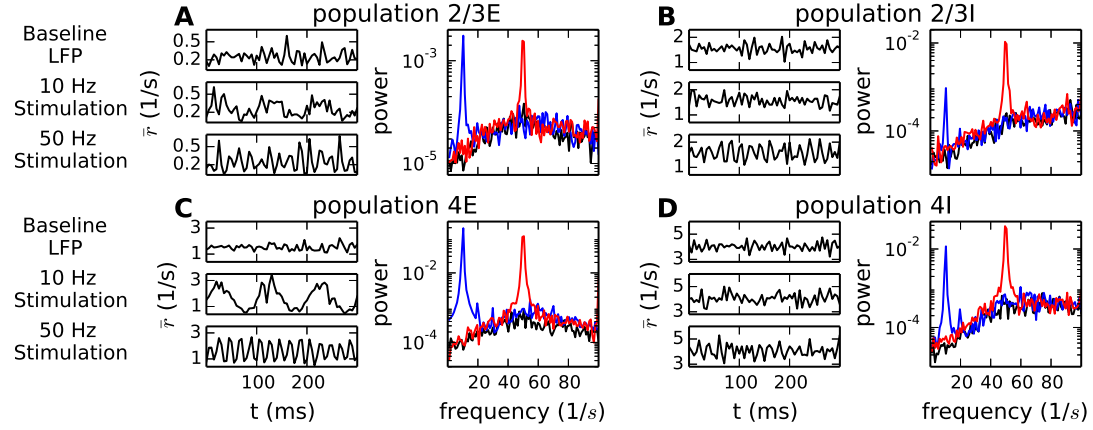 A population 2/3E
B population 2/3I
Baseline LFP
10 Hz Stimulation
50 Hz Stimulation
r̄ (1/s)
0.5
0.2
0.5
0.2
0.5
0.2
power
10⁻³
10⁻⁵
r̄ (1/s)
2
1
2
1
2
1
power
10⁻²
10⁻⁴
C population 4E
D population 4I
Baseline LFP
10 Hz Stimulation
50 Hz Stimulation
r̄ (1/s)
3
1
3
1
3
1
100 200
t (ms)
power
10⁻²
10⁻⁴
20 40 60 80
frequency (1/s)
r̄ (1/s)
5
3
5
3
5
3
100 200
t (ms)
power
10⁻²
10⁻⁴
20 40 60 80
frequency (1/s)